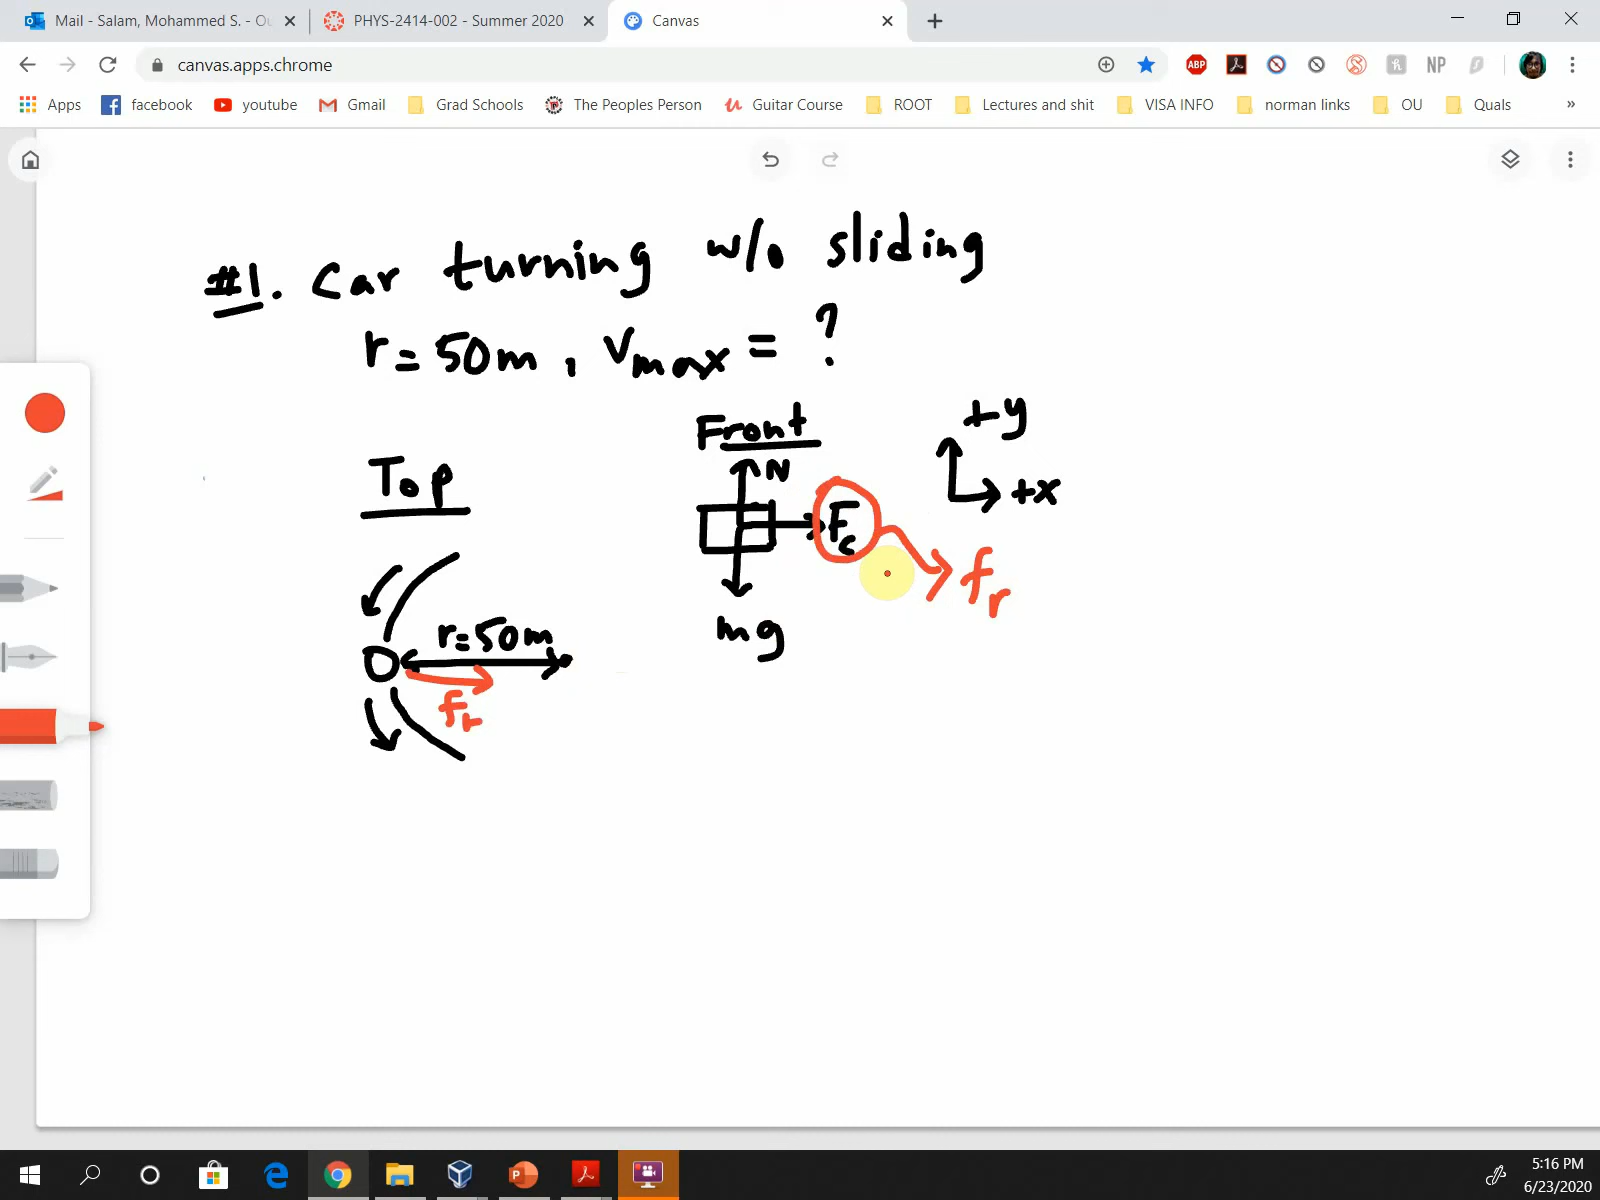 Mail - Salam, Mohammed S. - Ou
PHYS-2414-002 - Summer 2020
Canvas
canvas.apps.chrome
ABP
NP
Apps
facebook
youtube
Gmail
Grad Schools
The Peoples Person
Guitar Course
ROOT
Lectures and shit
VISA INFO
norman links
OU
Quals
»
#1. Car turning w/o sliding
r = 50m, vmax = ?
Top
Front
N
Fc
mg
+y
+x
fr
r=50m
fr
5:16 PM
6/23/2020